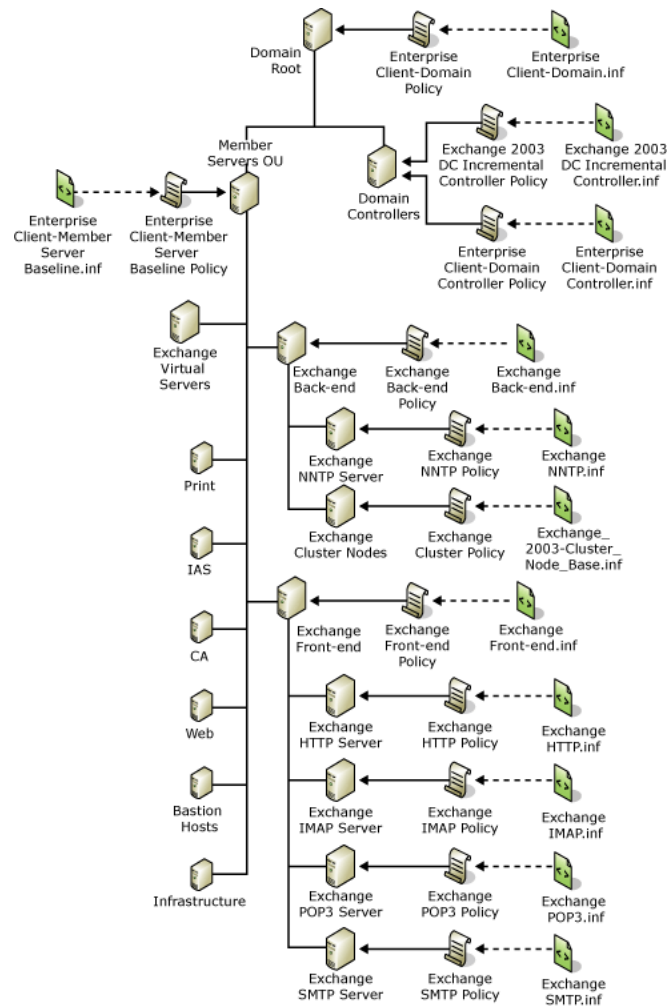 Domain
Root
Enterprise
Client-Domain
Policy
Enterprise
Client-Domain.inf
Member
Servers OU
Domain
Controllers
Exchange 2003
DC Incremental
Controller Policy
Exchange 2003
DC Incremental
Controller.inf
Enterprise
Client-Member
Server
Baseline.inf
Enterprise
Client-Member
Server
Baseline Policy
Enterprise
Client-Domain
Controller Policy
Enterprise
Client-Domain
Controller.inf
Exchange
Virtual
Servers
Exchange
Back-end
Exchange
Back-end
Policy
Exchange
Back-end.inf
Exchange
NNTP Server
Exchange
NNTP Policy
Exchange
NNTP.inf
Print
Exchange
Cluster Nodes
Exchange
Cluster Policy
Exchange_
2003-Cluster_
Node_Base.inf
IAS
Exchange
Front-end
Exchange
Front-end
Policy
Exchange
Front-end.inf
CA
Exchange
HTTP Server
Exchange
HTTP Policy
Exchange
HTTP.inf
Web
Exchange
IMAP Server
Exchange
IMAP Policy
Exchange
IMAP.inf
Bastion
Hosts
Exchange
POP3 Server
Exchange
POP3 Policy
Exchange
POP3.inf
Infrastructure
Exchange
SMTP Server
Exchange
SMTP Policy
Exchange
SMTP.inf